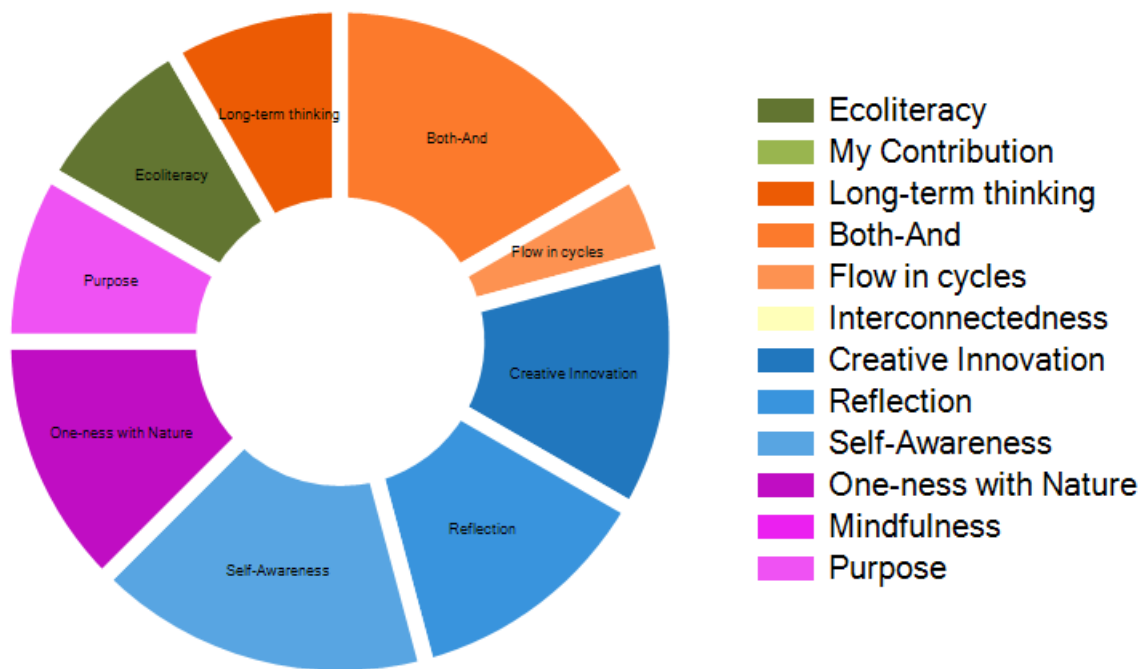 Long-term thinking
Both-And
Ecoliteracy
Flow in cycles
Purpose
Creative Innovation
One-ness with Nature
Reflection
Self-Awareness
Ecoliteracy
My Contribution
Long-term thinking
Both-And
Flow in cycles
Interconnectedness
Creative Innovation
Reflection
Self-Awareness
One-ness with Nature
Mindfulness
Purpose